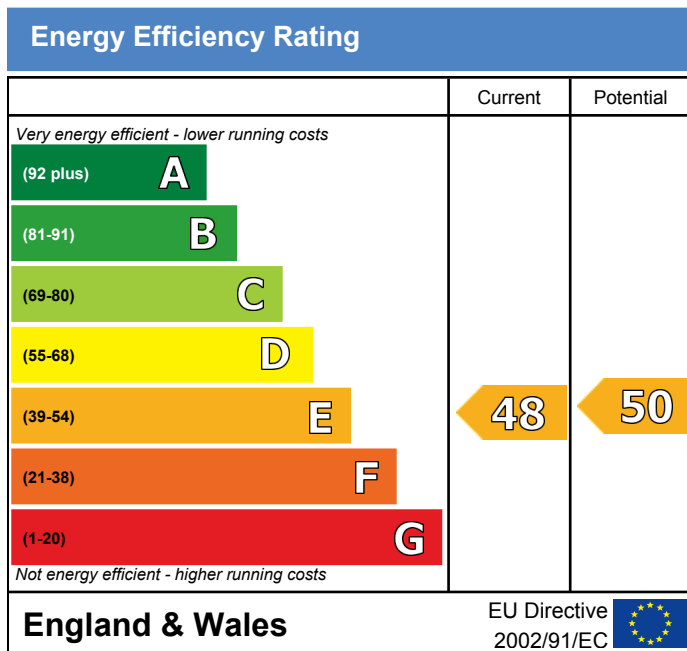 Energy Efficiency Rating
Current Potential
Very energy efficient - lower running costs
(92 plus) A
(81-91) B
(69-80) C
(55-68) D
(39-54) E 48 50
(21-38) F
(1-20) G
Not energy efficient - higher running costs
England & Wales
EU Directive
2002/91/EC